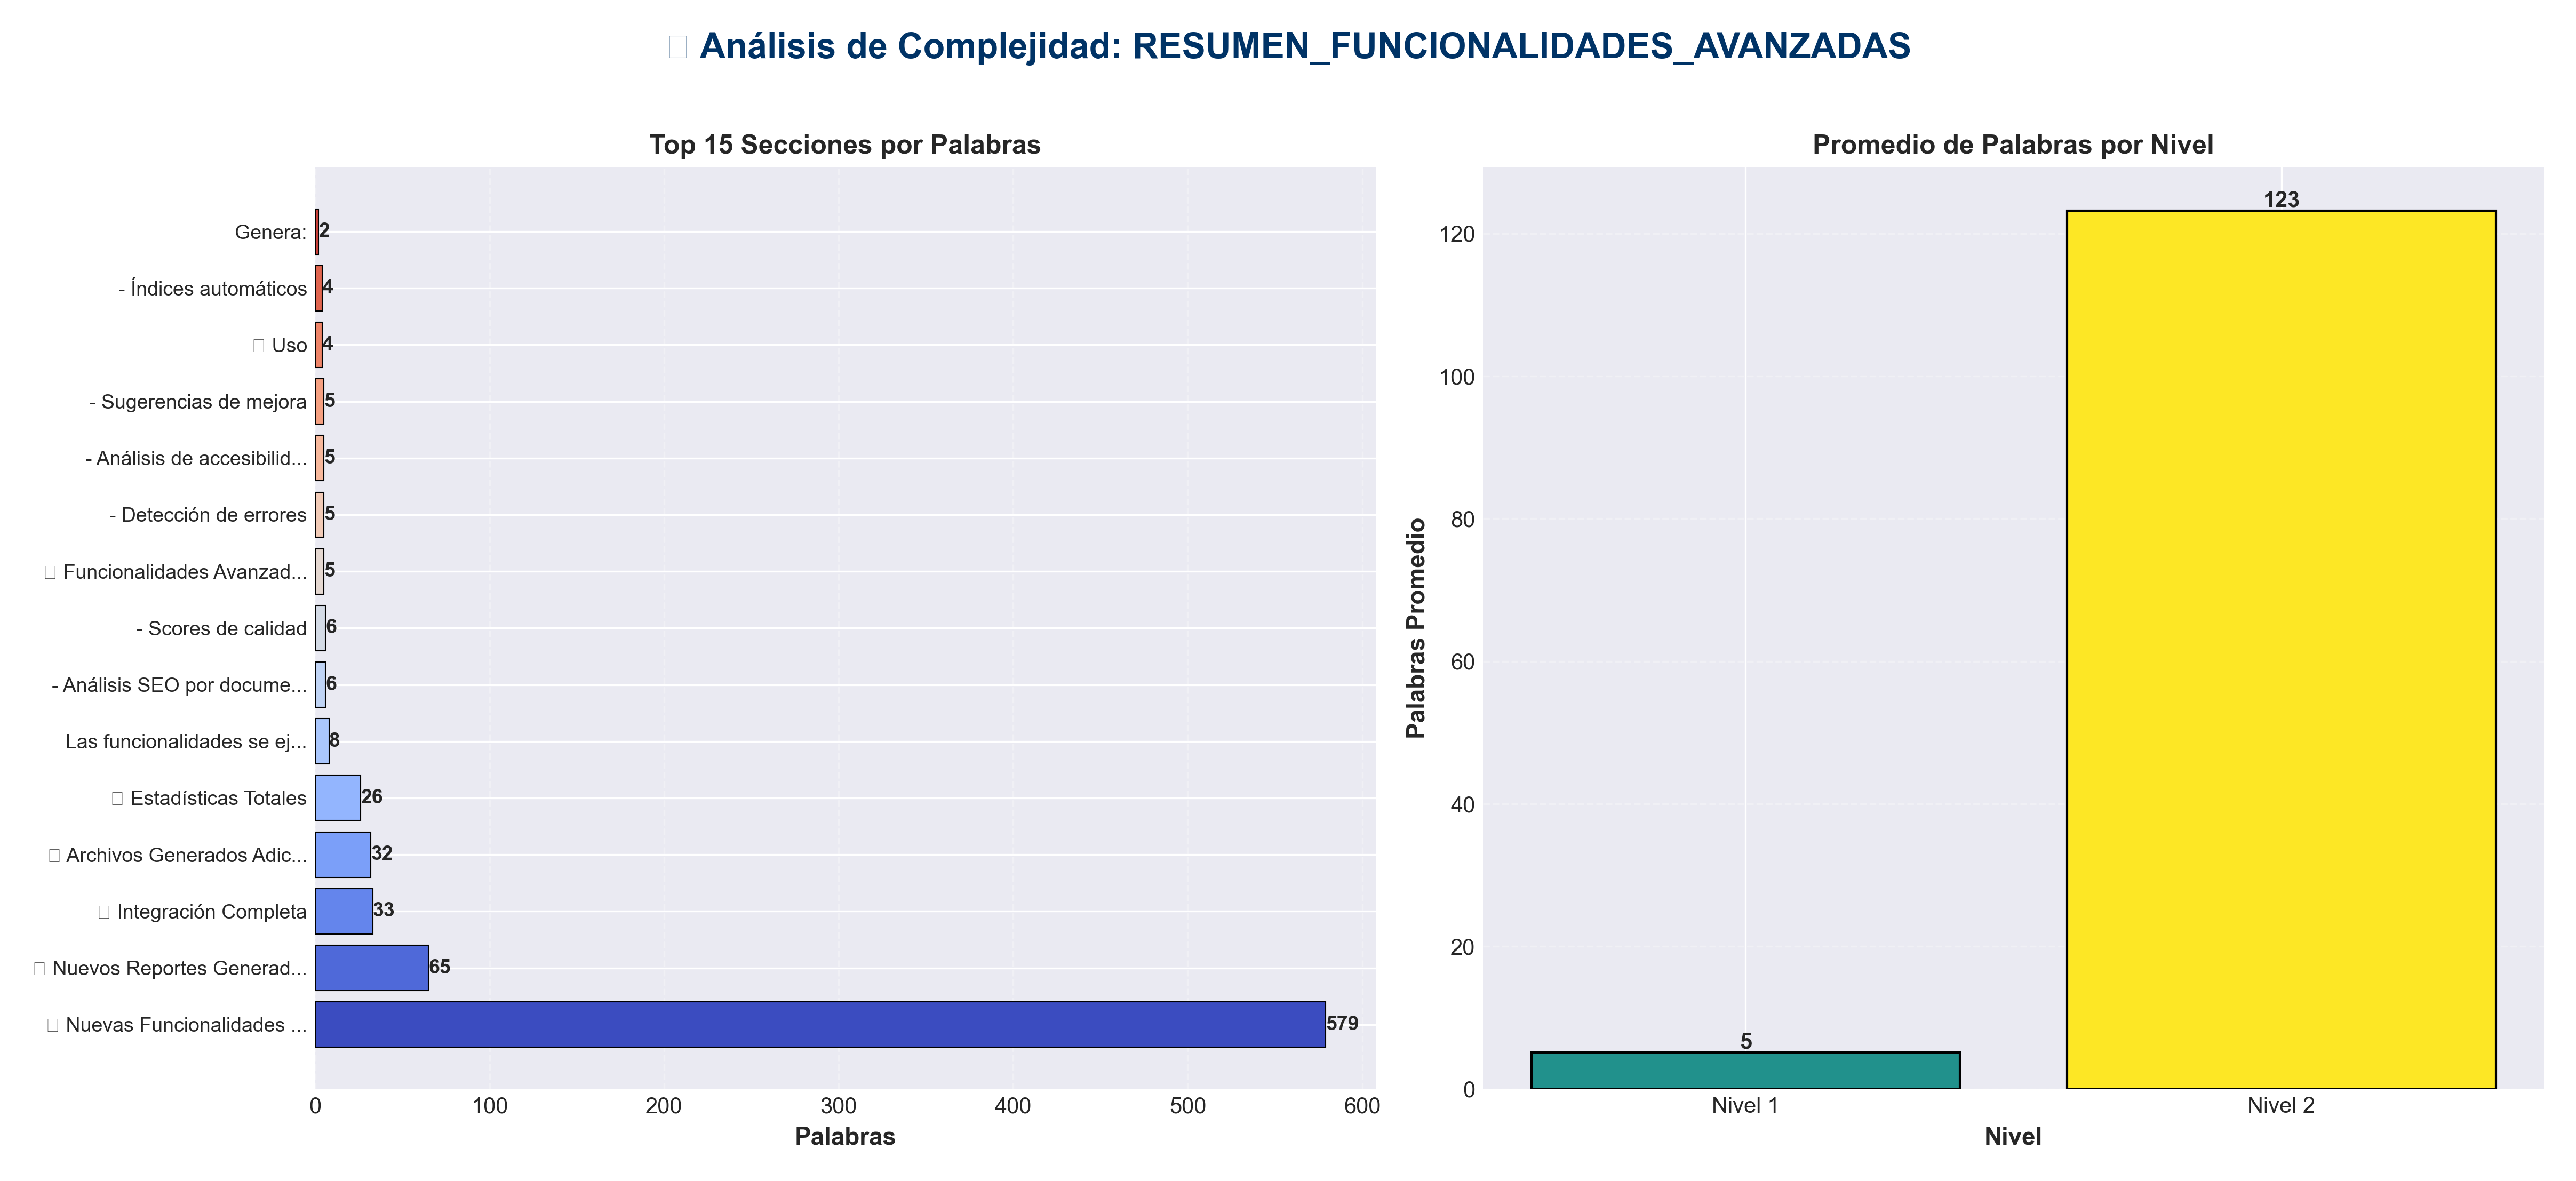 Análisis de Complejidad: RESUMEN_FUNCIONALIDADES_AVANZADAS
Top 15 Secciones por Palabras
Genera:
2
- Índices automáticos
4
Uso
4
- Sugerencias de mejora
5
- Análisis de accesibilid...
5
- Detección de errores
5
Funcionalidades Avanzad...
5
- Scores de calidad
6
- Análisis SEO por docume...
6
Las funcionalidades se ej...
8
Estadísticas Totales
26
Archivos Generados Adic...
32
Integración Completa
33
Nuevos Reportes Generad...
65
Nuevas Funcionalidades ...
579
0 100 200 300 400 500 600
Palabras
Promedio de Palabras por Nivel
Palabras Promedio
120
100
80
60
40
20
0
5
123
Nivel 1
Nivel 2
Nivel